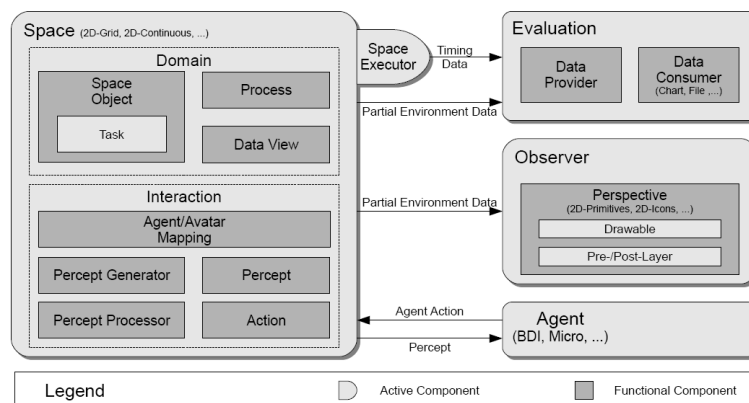 Space (2D-Grid, 2D-Continuous, ...)
Domain
Space
Object
Task
Process
Data View
Interaction
Agent/Avatar
Mapping
Percept Generator
Percept
Percept Processor
Action
Space
Executor
Timing
Data
Partial Environment Data
Partial Environment Data
Agent Action
Percept
Evaluation
Data
Provider
Data
Consumer
(Chart, File ,...)
Observer
Perspective
(2D-Primitives, 2D-Icons, ...)
Drawable
Pre-/Post-Layer
Agent
(BDI, Micro, ...)
Legend
Active Component
Functional Component